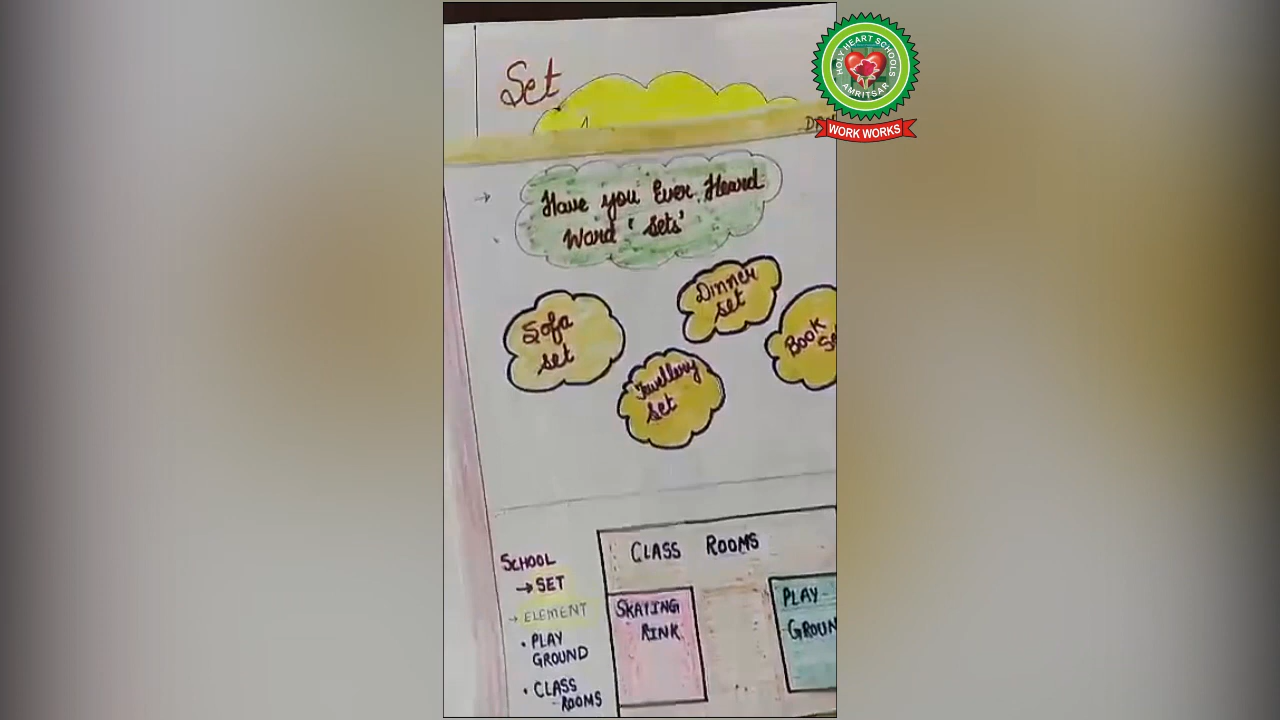 Set
HOLY HEART SCHOOLS
AMRITSAR
WORK WORKS
Have you Ever Heard
Word 'sets'
Dinner
set
Sofa
set
Book
Jewellery
set
SCHOOL
→ SET
→ ELEMENT
• PLAY
GROUND
• CLASS
ROOMS
CLASS ROOMS
SKATING
RINK
PLAY
GROUN